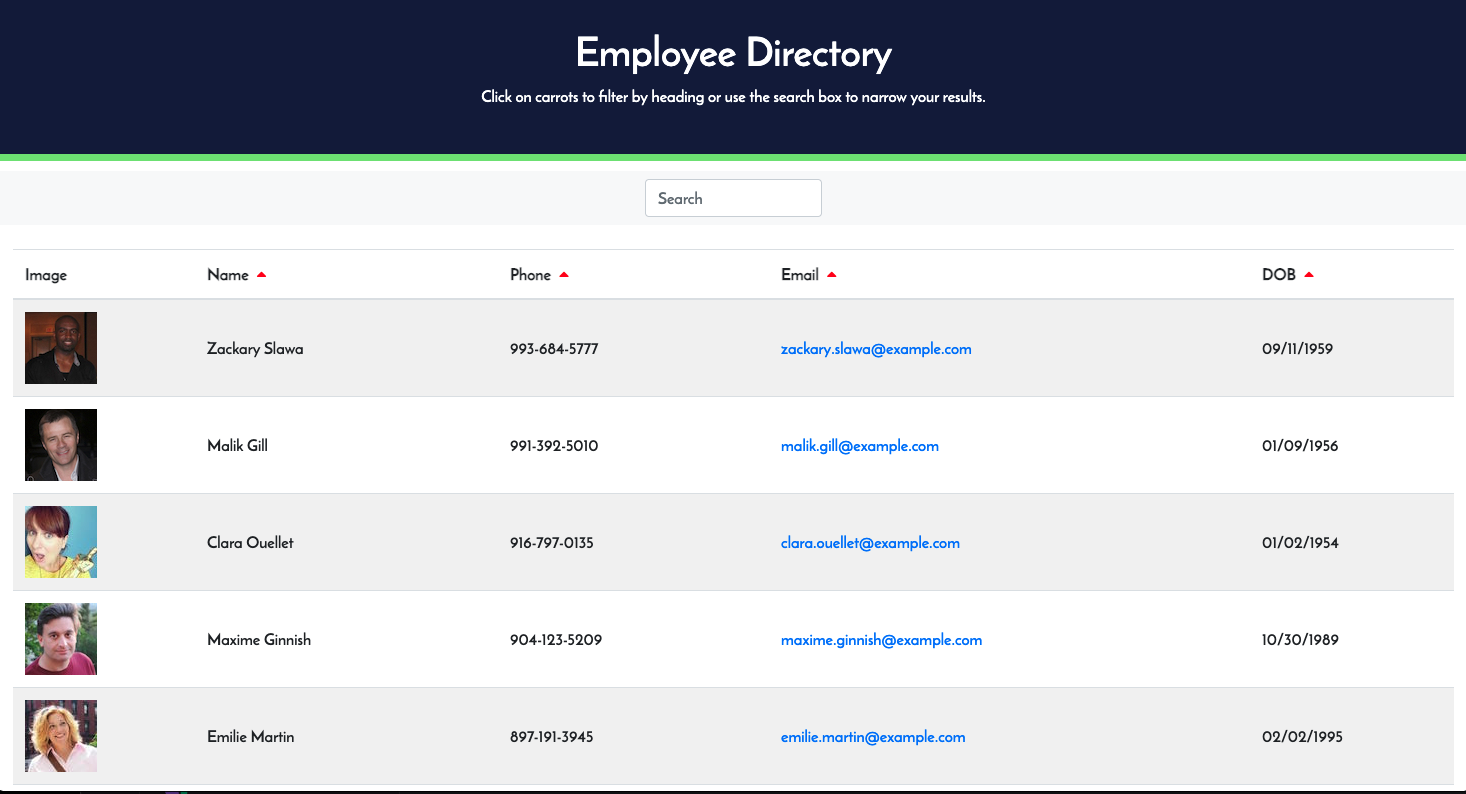 Employee Directory
Click on carrots to filter by heading or use the search box to narrow your results.
Search
Image Name Phone Email DOB
Zackary Slawa 993-684-5777 zackary.slawa@example.com 09/11/1959
Malik Gill 991-392-5010 malik.gill@example.com 01/09/1956
Clara Ouellet 916-797-0135 clara.ouellet@example.com 01/02/1954
Maxime Ginnish 904-123-5209 maxime.ginnish@example.com 10/30/1989
Emilie Martin 897-191-3945 emilie.martin@example.com 02/02/1995